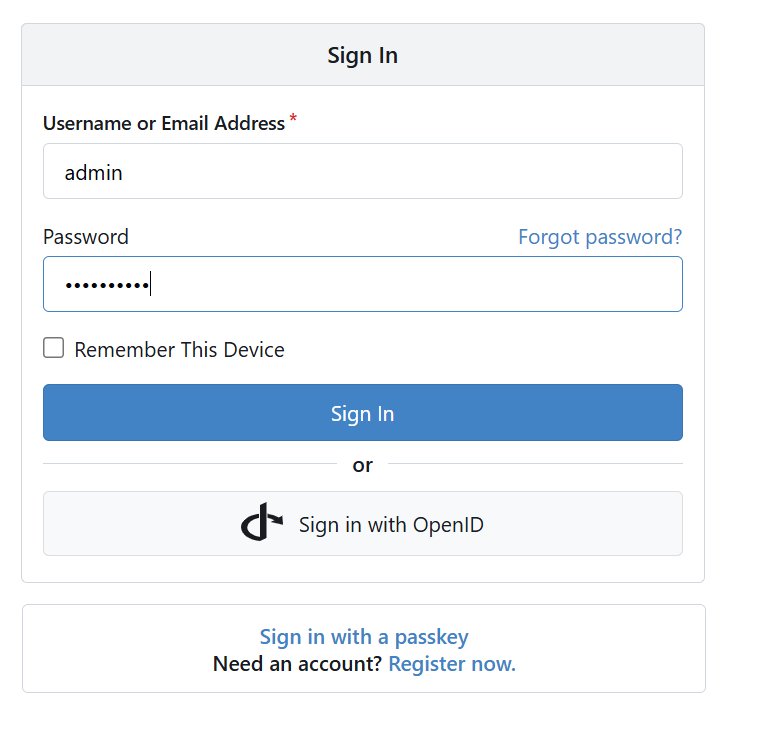 Sign In
Username or Email Address *
admin
Password Forgot password?
••••••••••
Remember This Device
Sign In
or
Sign in with OpenID
Sign in with a passkey
Need an account? Register now.